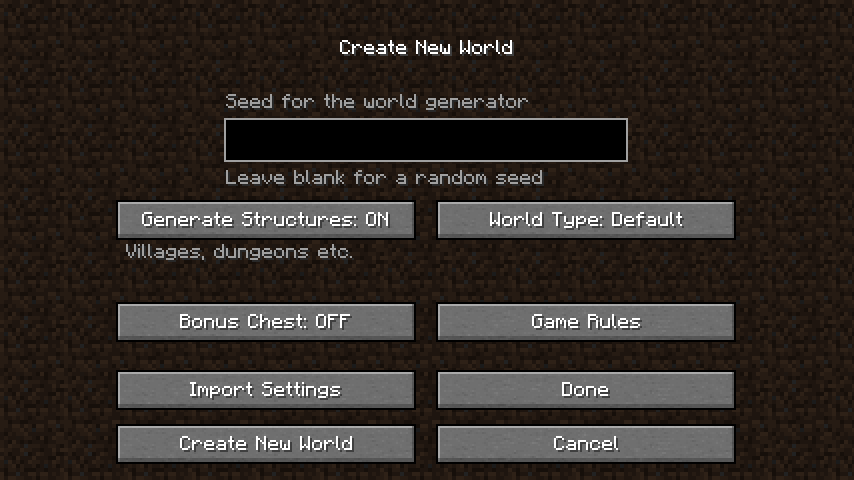 Create New World
Seed for the world generator
Leave blank for a random seed
Generate Structures: ON
World Type: Default
Villages, dungeons etc.
Bonus Chest: OFF
Game Rules
Import Settings
Done
Create New World
Cancel